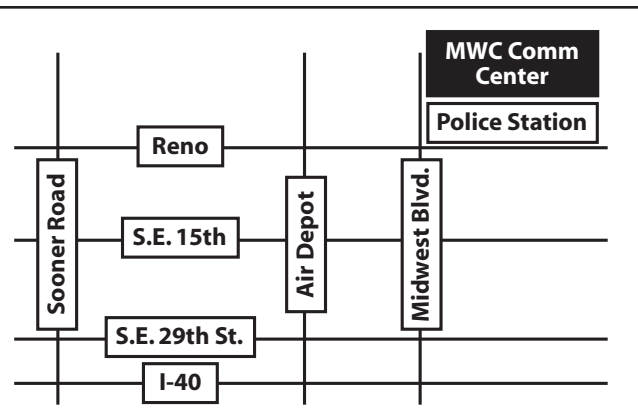 MWC Comm
Center
Police Station
Reno
Sooner Road
S.E. 15th
Air Depot
Midwest Blvd.
S.E. 29th St.
I-40